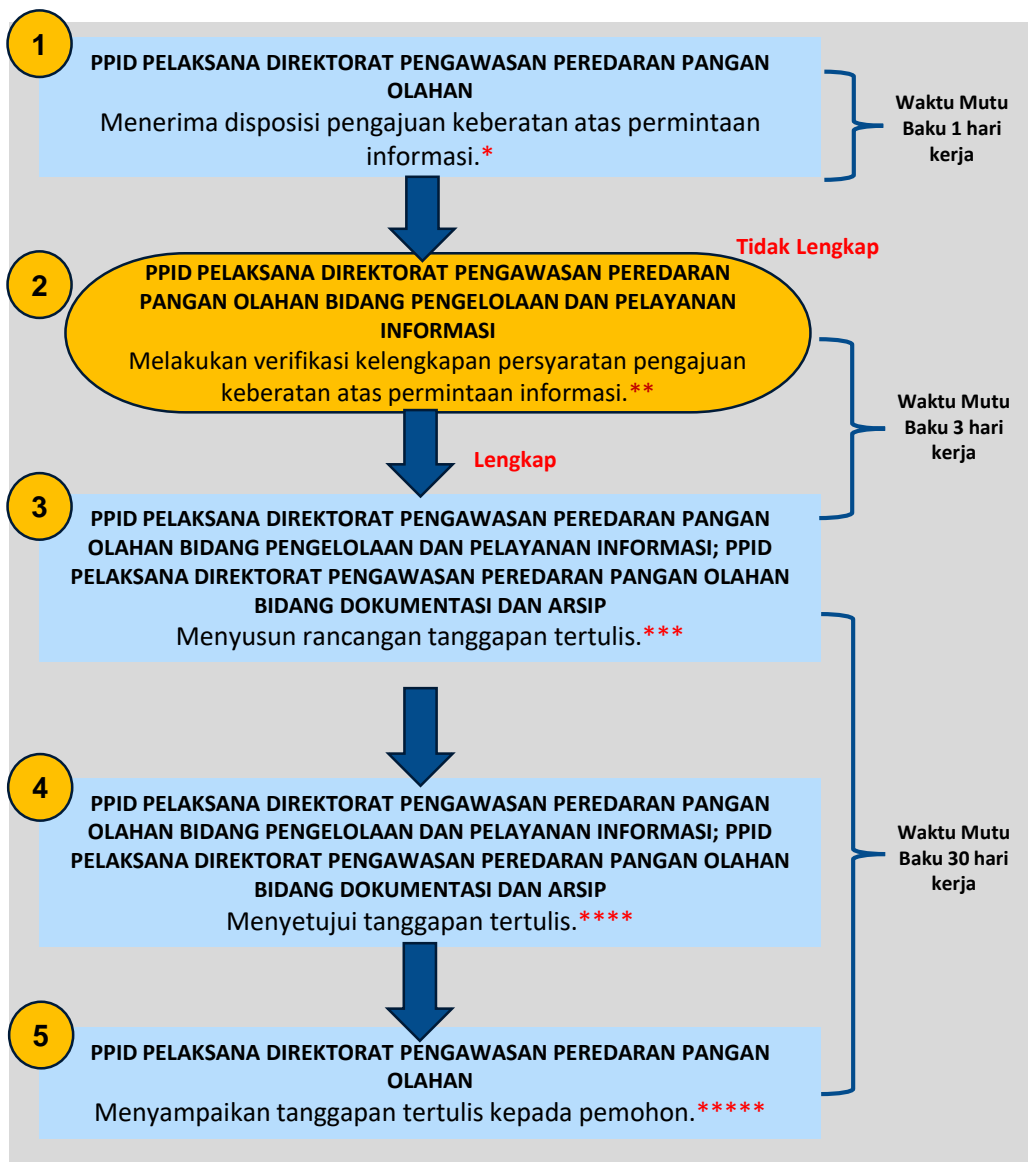 1
PPID PELAKSANA DIREKTORAT PENGAWASAN PEREDARAN PANGAN
OLAHAN
Menerima disposisi pengajuan keberatan atas permintaan
informasi.*
Waktu Mutu
Baku 1 hari
kerja
Tidak Lengkap
2
PPID PELAKSANA DIREKTORAT PENGAWASAN PEREDARAN
PANGAN OLAHAN BIDANG PENGELOLAAN DAN PELAYANAN
INFORMASI
Melakukan verifikasi kelengkapan persyaratan pengajuan
keberatan atas permintaan informasi.**
Waktu Mutu
Baku 3 hari
kerja
Lengkap
3
PPID PELAKSANA DIREKTORAT PENGAWASAN PEREDARAN PANGAN
OLAHAN BIDANG PENGELOLAAN DAN PELAYANAN INFORMASI; PPID
PELAKSANA DIREKTORAT PENGAWASAN PEREDARAN PANGAN OLAHAN
BIDANG DOKUMENTASI DAN ARSIP
Menyusun rancangan tanggapan tertulis.***
4
PPID PELAKSANA DIREKTORAT PENGAWASAN PEREDARAN PANGAN
OLAHAN BIDANG PENGELOLAAN DAN PELAYANAN INFORMASI; PPID
PELAKSANA DIREKTORAT PENGAWASAN PEREDARAN PANGAN OLAHAN
BIDANG DOKUMENTASI DAN ARSIP
Menyetujui tanggapan tertulis.****
Waktu Mutu
Baku 30 hari
kerja
5
PPID PELAKSANA DIREKTORAT PENGAWASAN PEREDARAN PANGAN
OLAHAN
Menyampaikan tanggapan tertulis kepada pemohon.*****